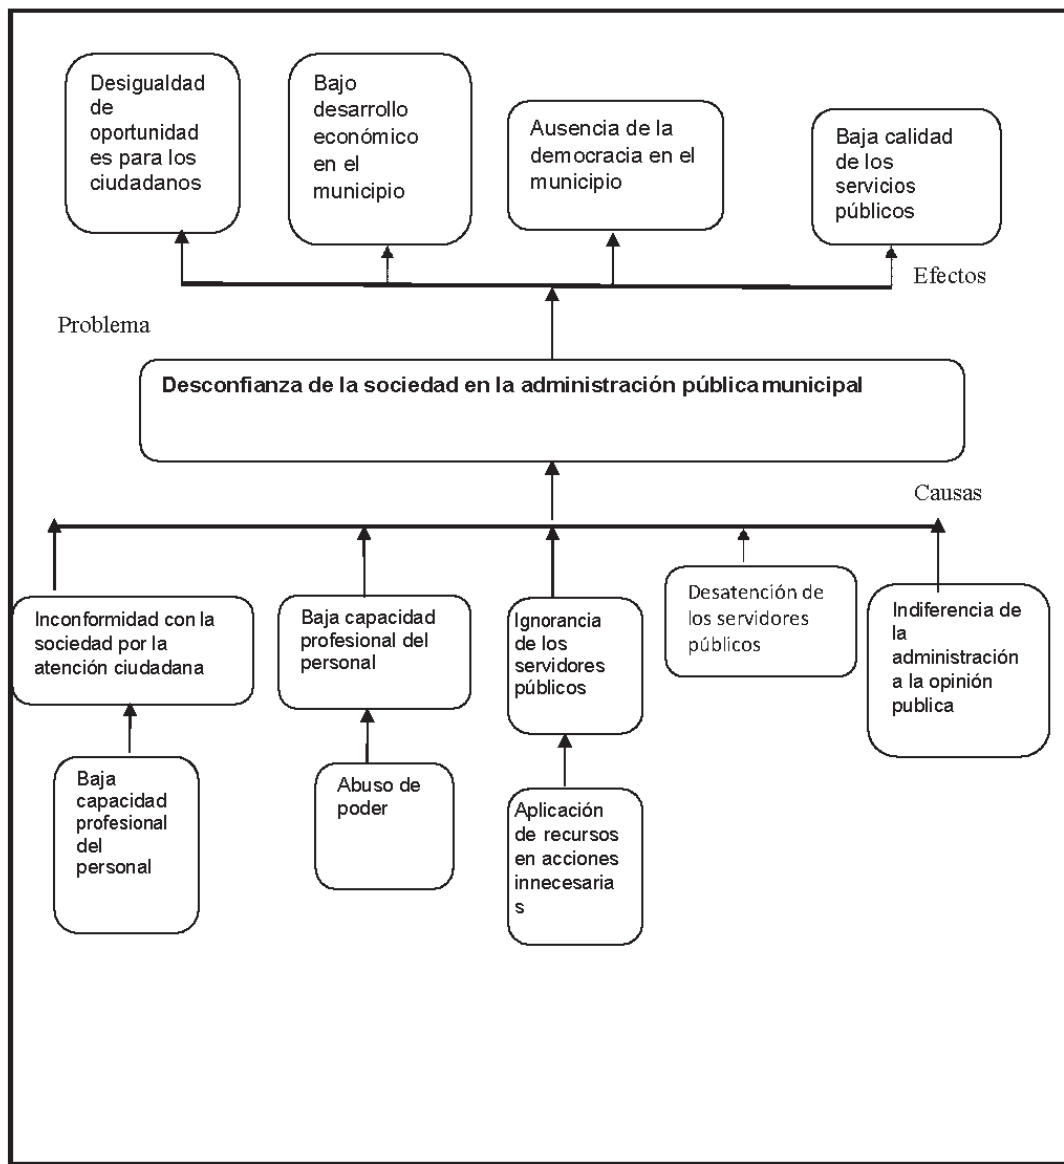 Desigualdad
de
oportunidad
es para los
ciudadanos
Bajo
desarrollo
económico
en el
municipio
Ausencia de la
democracia en el
municipio
Baja calidad
de los
servicios
públicos
Efectos
Problema
Desconfianza de la sociedad en la administración pública municipal
Causas
Inconformidad con la
sociedad por la
atención ciudadana
Baja capacidad
profesional del
personal
Ignorancia
de los
servidores
públicos
Desatención de
los servidores
públicos
Indiferencia de
la
administración
a la opinión
publica
Baja
capacidad
profesional
del
personal
Abuso de
poder
Aplicación
de recursos
en acciones
innecesaria
s